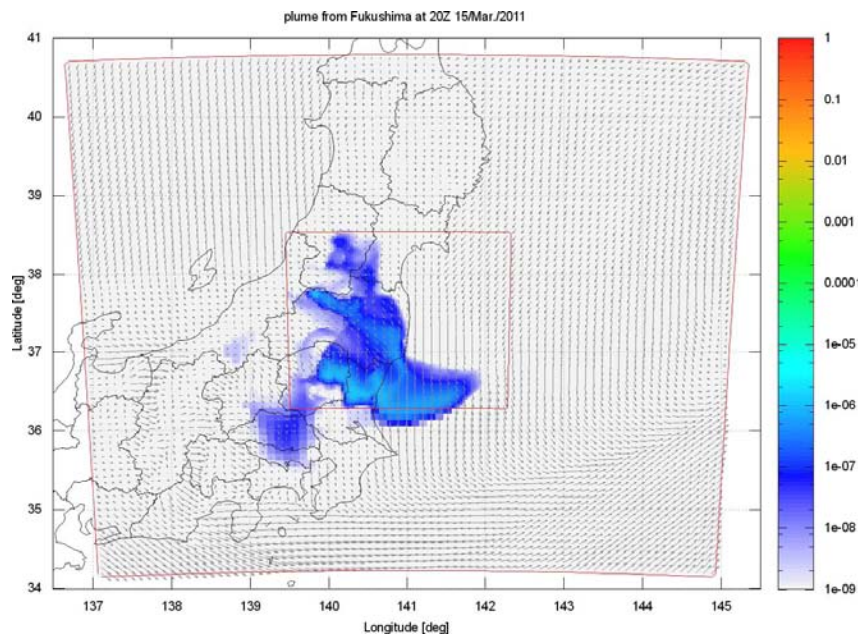 plume from Fukushima at 20Z 15/Mar./2011
41
40
39
38
37
36
35
34
Latitude [deg]
137
138
139
140
141
142
143
144
145
Longitude [deg]
1
0.1
0.01
0.001
0.0001
1e-05
1e-06
1e-07
1e-08
1e-09